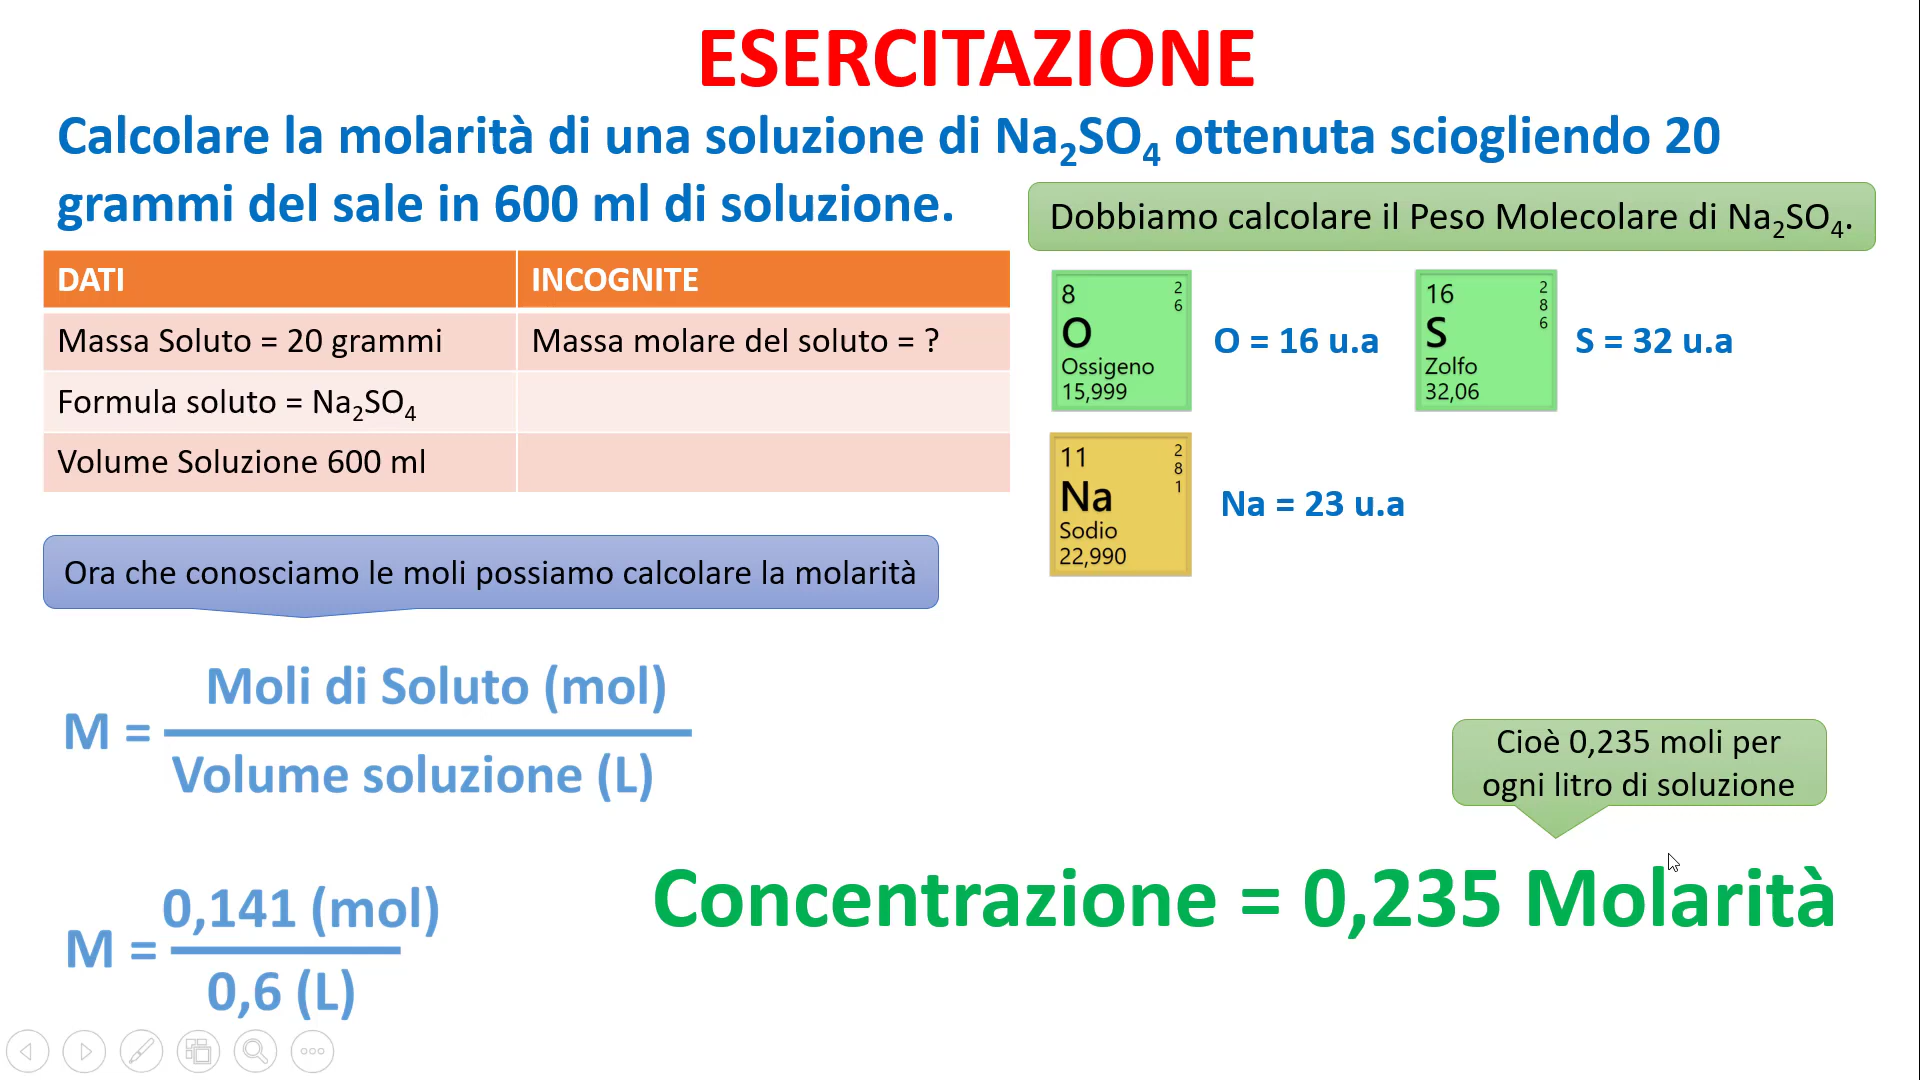 ESERCITAZIONE
Calcolare la molarità di una soluzione di Na₂SO₄ ottenuta sciogliendo 20
grammi del sale in 600 ml di soluzione.
Dobbiamo calcolare il Peso Molecolare di Na₂SO₄.
DATI INCOGNITE
Massa Soluto = 20 grammi Massa molare del soluto = ?
Formula soluto = Na₂SO₄
Volume Soluzione 600 ml
8 2
6
O
Ossigeno
15,999
O = 16 u.a
16 2
8
6
S
Zolfo
32,06
S = 32 u.a
11 2
8
1
Na
Sodio
22,990
Na = 23 u.a
Ora che conosciamo le moli possiamo calcolare la molarità
Moli di Soluto (mol)
M =
Volume soluzione (L)
Cioè 0,235 moli per
ogni litro di soluzione
0,141 (mol)
M =
0,6 (L)
Concentrazione = 0,235 Molarità